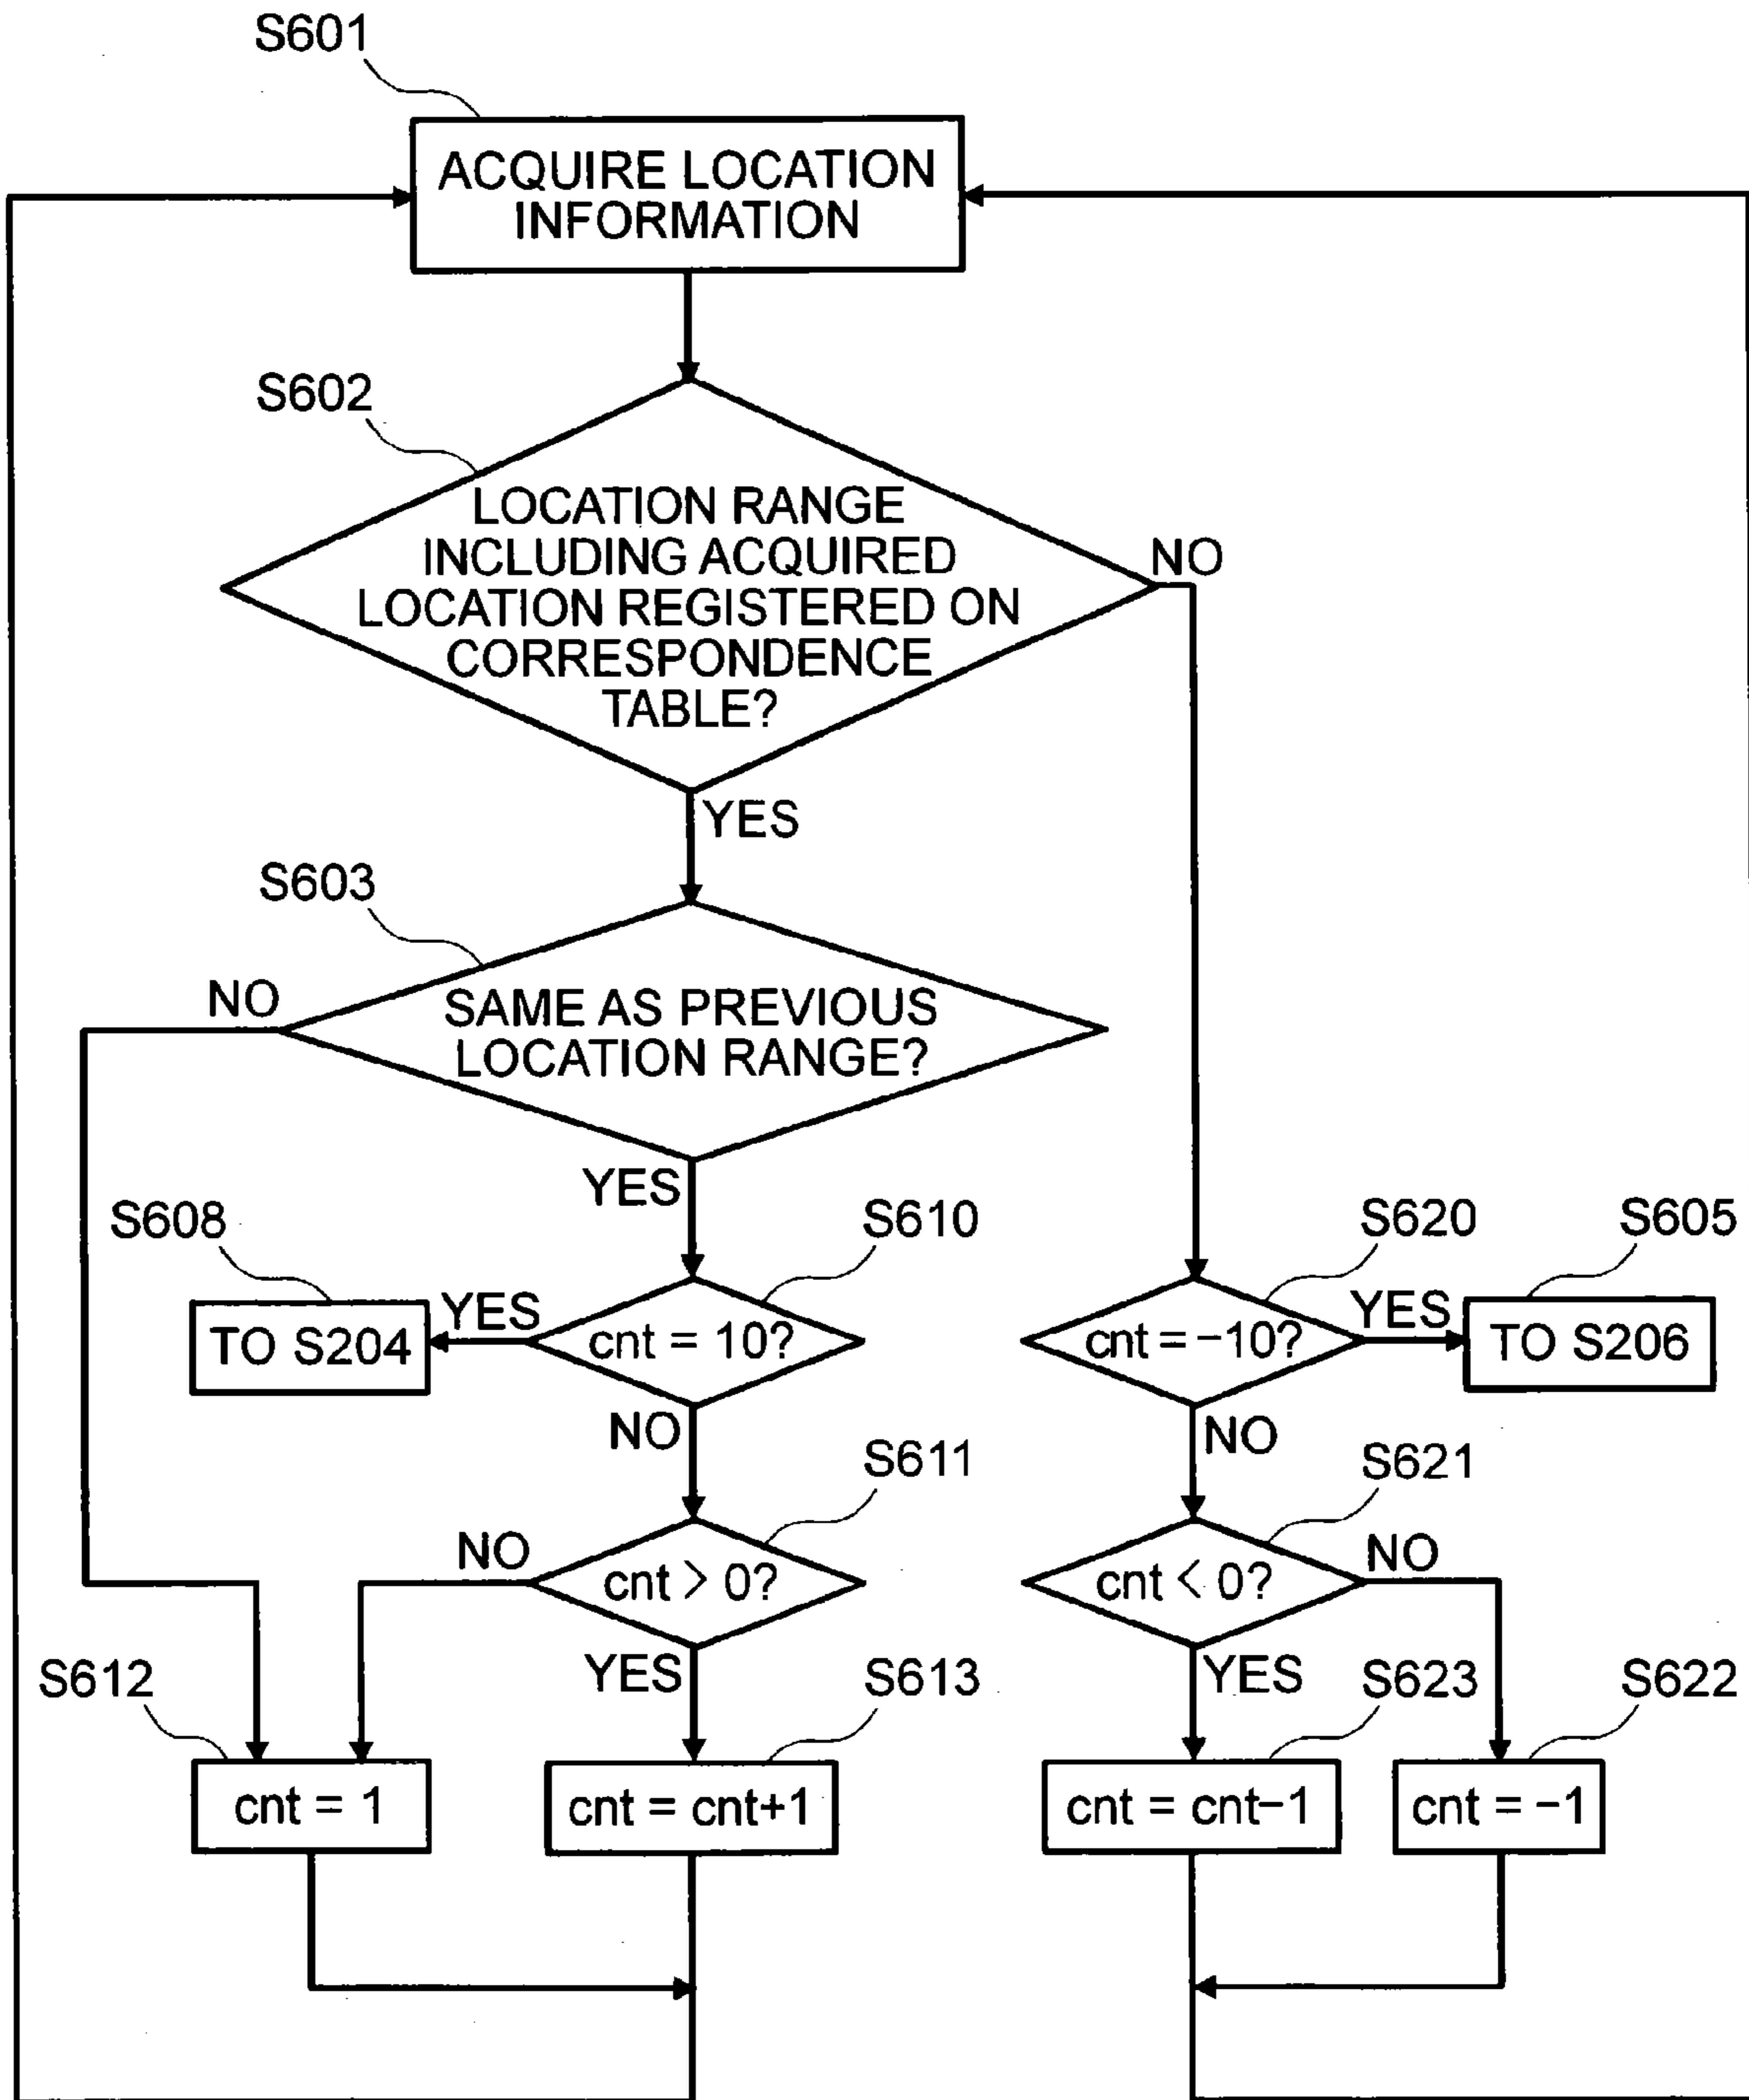 S601
ACQUIRE LOCATION
INFORMATION
S602
LOCATION RANGE
INCLUDING ACQUIRED
LOCATION REGISTERED ON
CORRESPONDENCE
TABLE?
NO
YES
S603
NO
SAME AS PREVIOUS
LOCATION RANGE?
YES
S608
S610
S620
S605
TO S204
YES
cnt = 10?
cnt = −10?
YES
TO S206
NO
NO
S611
S621
NO
cnt > 0?
cnt < 0?
NO
YES
YES
S612
S613
S623
S622
cnt = 1
cnt = cnt+1
cnt = cnt−1
cnt = −1